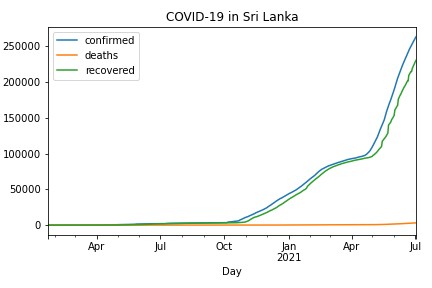 COVID-19 in Sri Lanka
confirmed
deaths
recovered
250000
200000
150000
100000
50000
0
Apr Jul Oct Jan Apr Jul
2021
Day